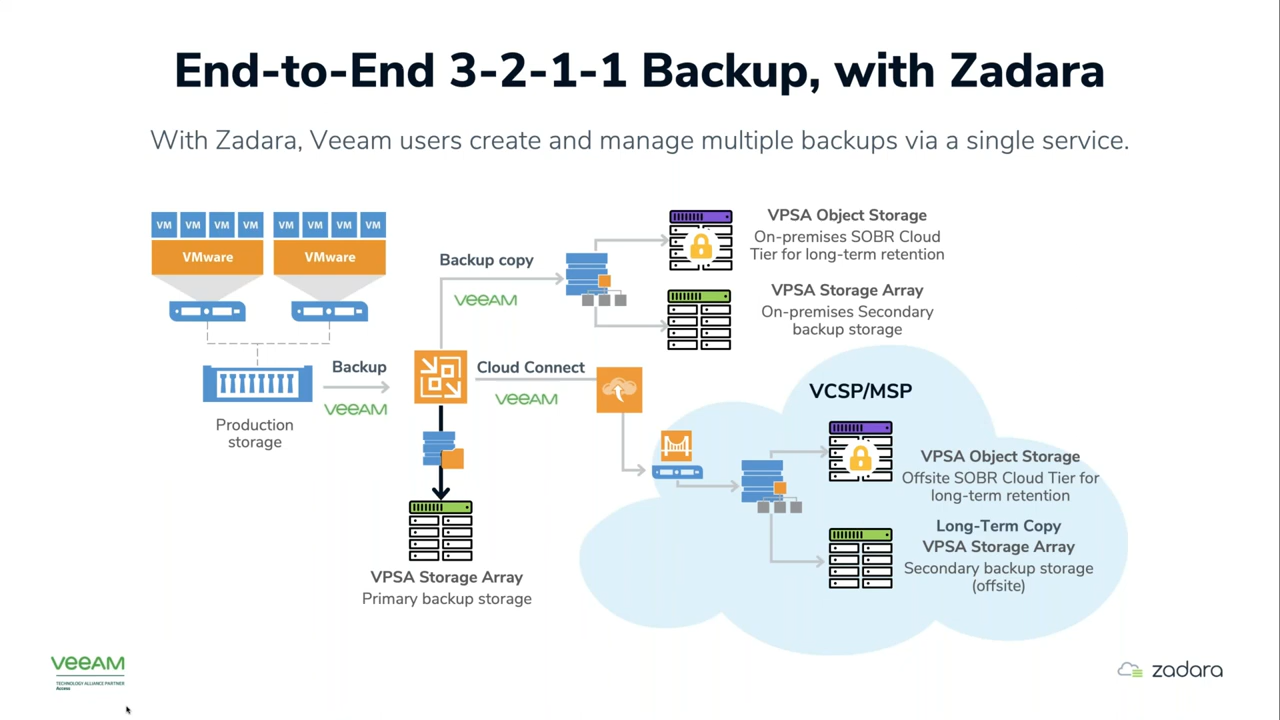 End-to-End 3-2-1-1 Backup, with Zadara
With Zadara, Veeam users create and manage multiple backups via a single service.
VM VM VM VM VM VM VM VM
VMware VMware
Backup copy
veeAM
VPSA Object Storage
On-premises SOBR Cloud
Tier for long-term retention
VPSA Storage Array
On-premises Secondary
backup storage
Backup
veeAM
Production
storage
Cloud Connect
veeAM
VCSP/MSP
VPSA Object Storage
Offsite SOBR Cloud Tier for
long-term retention
Long-Term Copy
VPSA Storage Array
Secondary backup storage
(offsite)
VPSA Storage Array
Primary backup storage
veeAM
TECHNOLOGY ALLIANCE PARTNER
Access
zadara